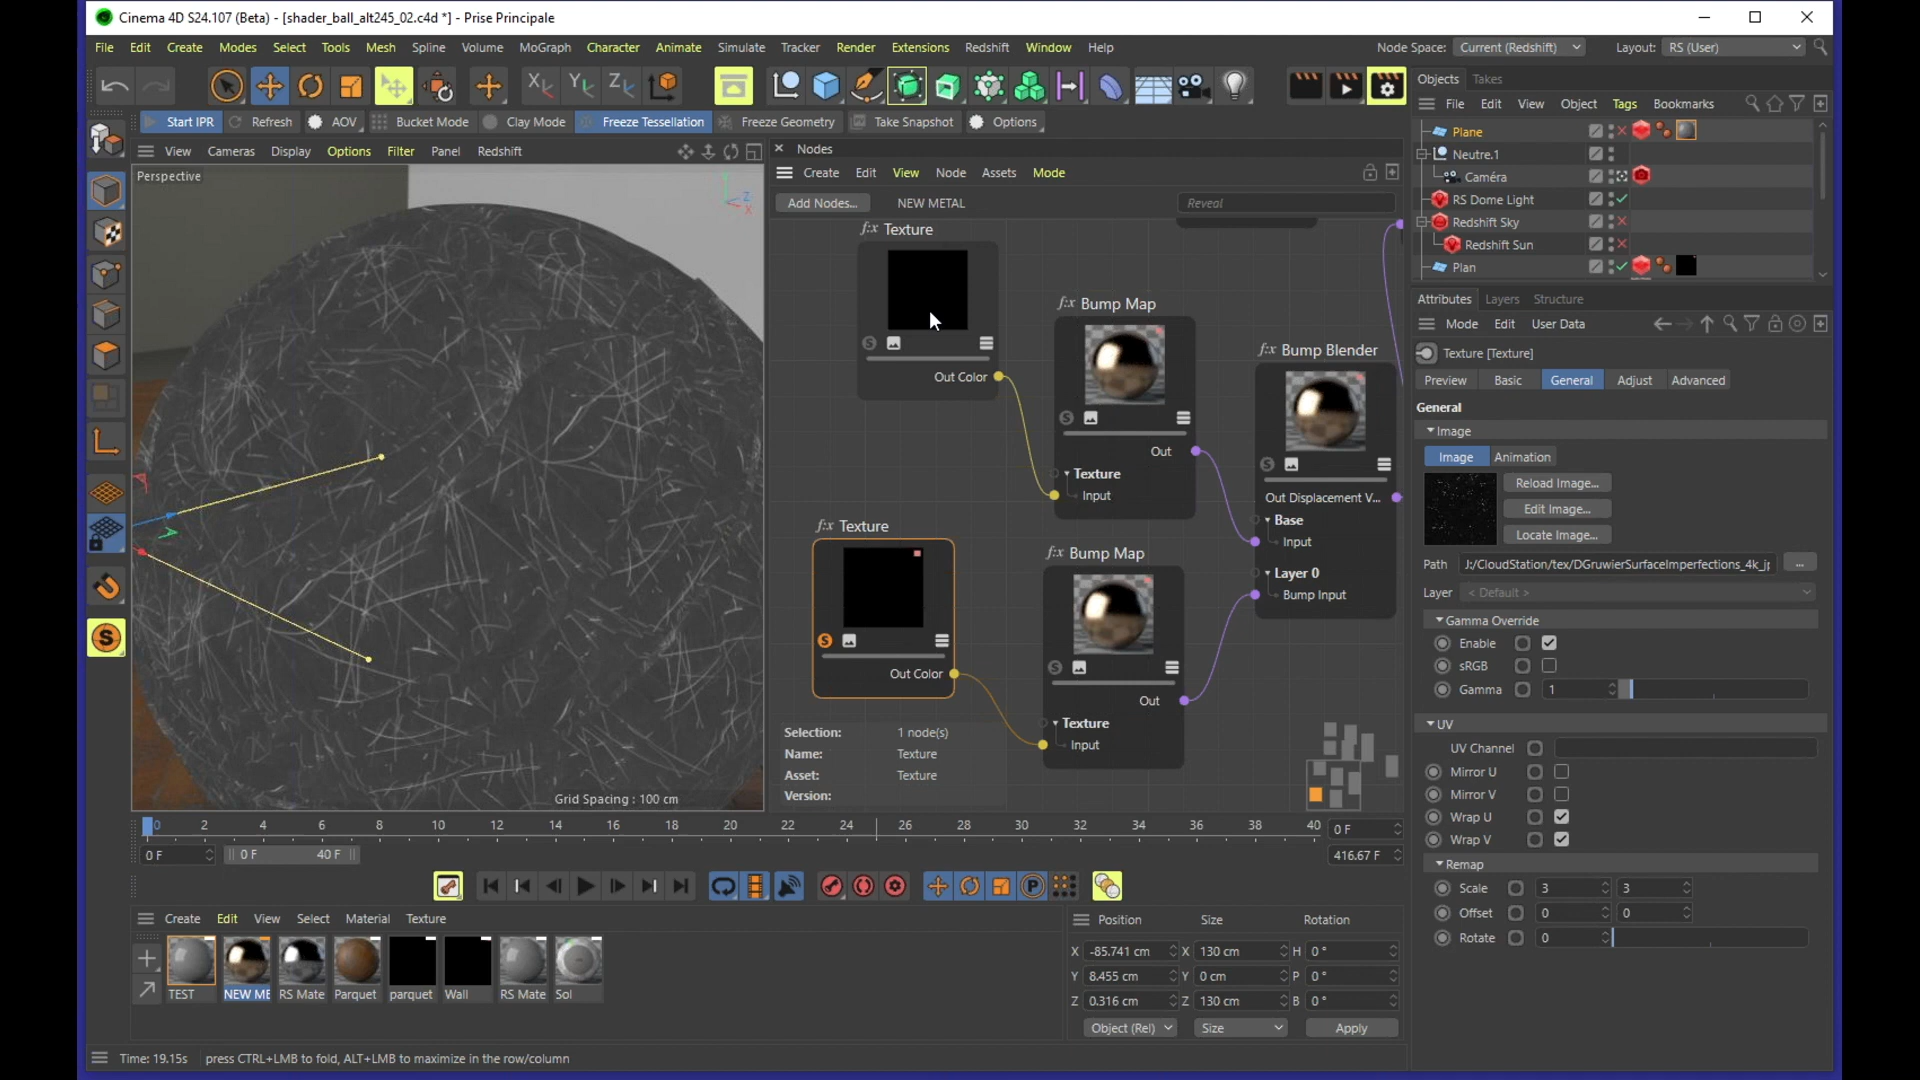 Cinema 4D S24.107 (Beta) - [shader_ball_alt245_02.c4d *] - Prise Principale
File Edit Create Modes Select Tools Mesh Spline Volume MoGraph Character Animate Simulate Tracker Render Extensions Redshift Window Help
Node Space: Current (Redshift) Layout: RS (User)
Start IPR Refresh AOV Bucket Mode Clay Mode Freeze Tessellation Freeze Geometry Take Snapshot Options
View Cameras Display Options Filter Panel Redshift
Perspective
Grid Spacing : 100 cm
Nodes
Create Edit View Node Assets Mode
Add Nodes... NEW METAL Reveal
Texture
Out Color
Bump Map
Out
Texture
Input
Bump Blender
Out Displacement V...
Base
Input
Layer 0
Bump Input
Texture
Out Color
Bump Map
Out
Texture
Input
Selection: 1 node(s)
Name: Texture
Asset: Texture
Version:
Objects Takes
File Edit View Object Tags Bookmarks
Plane
Neutre.1
Caméra
RS Dome Light
Redshift Sky
Redshift Sun
Plan
Attributes Layers Structure
Mode Edit User Data
Texture [Texture]
Preview Basic General Adjust Advanced
General
Image
Image Animation
Reload Image...
Edit Image...
Locate Image...
Path J:/CloudStation/tex/DGruwierSurfaceImperfections_4k_j ...
Layer < Default >
Gamma Override
Enable
sRGB
Gamma 1
UV
UV Channel
Mirror U
Mirror V
Wrap U
Wrap V
Remap
Scale 3 3
Offset 0 0
Rotate 0
0 2 4 6 8 10 12 14 16 18 20 22 24 26 28 30 32 34 36 38 40 0 F
0 F 0 F 40 F 416.67 F
Create Edit View Select Material Texture
TEST NEW ME RS Mate Parquet parquet Wall RS Mate Sol
Position Size Rotation
X -85.741 cm X 130 cm H 0 °
Y 8.455 cm Y 0 cm P 0 °
Z 0.316 cm Z 130 cm B 0 °
Object (Rel) Size Apply
Time: 19.15s press CTRL+LMB to fold, ALT+LMB to maximize in the row/column